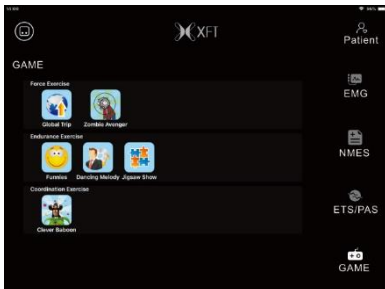 XFT
Patient
GAME
Force Exercise
Global Trip
Zombie Avenger
EMG
Endurance Exercise
Funnies
Dancing Melody
Jigsaw Show
NMES
Coordination Exercise
Clever Baboon
ETS/PAS
GAME